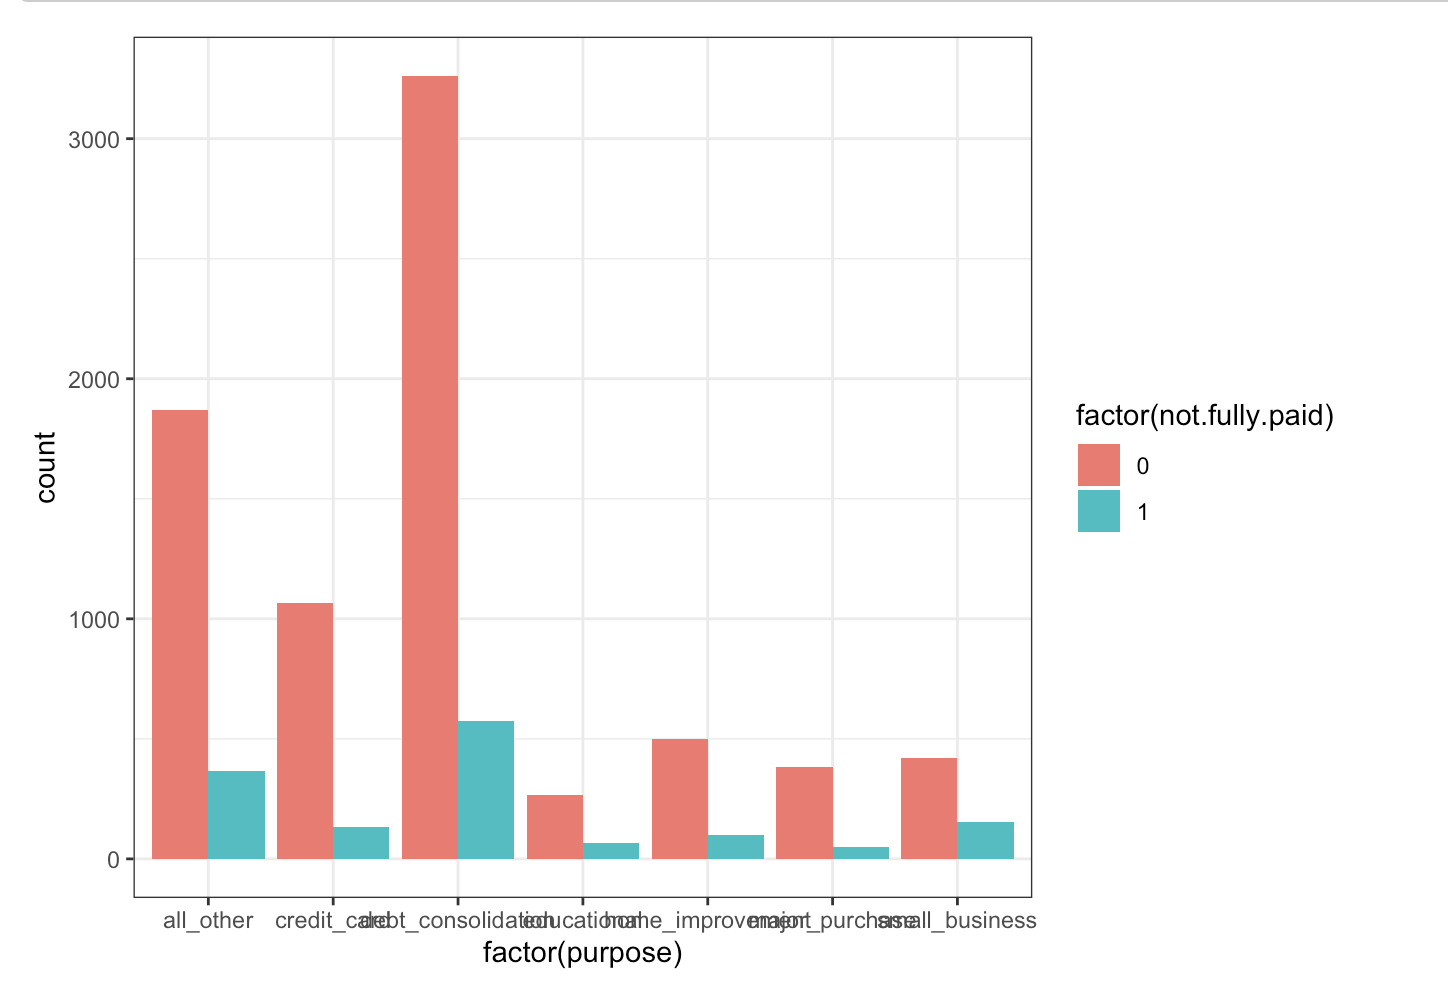 3000
2000
1000
0
count
all_other
credit_card
debt_consolidation
educational
home_improvement
major_purchase
small_business
factor(purpose)
factor(not.fully.paid)
0
1